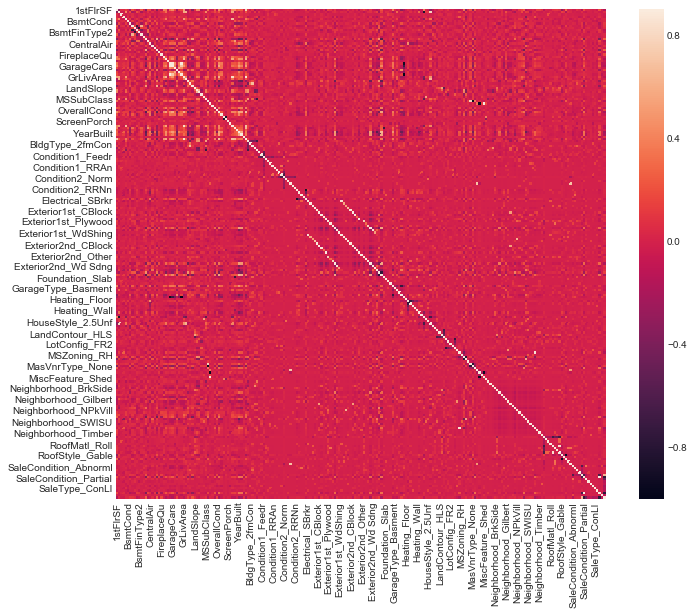 1stFlrSF
BsmtCond
BsmtFinType2
CentralAir
FireplaceQu
GarageCars
GrLivArea
LandSlope
MSSubClass
OverallCond
ScreenPorch
YearBuilt
BldgType_2fmCon
Condition1_Feedr
Condition1_RRAn
Condition2_Norm
Condition2_RRNn
Electrical_SBrkr
Exterior1st_CBlock
Exterior1st_Plywood
Exterior1st_WdShing
Exterior2nd_CBlock
Exterior2nd_Other
Exterior2nd_Wd Sdng
Foundation_Slab
GarageType_Basment
Heating_Floor
Heating_Wall
HouseStyle_2.5Unf
LandContour_HLS
LotConfig_FR2
MSZoning_RH
MasVnrType_None
MiscFeature_Shed
Neighborhood_BrkSide
Neighborhood_Gilbert
Neighborhood_NPkVill
Neighborhood_SWISU
Neighborhood_Timber
RoofMatl_Roll
RoofStyle_Gable
SaleCondition_Abnorml
SaleCondition_Partial
SaleType_ConLI
1stFlrSF
BsmtCond
BsmtFinType2
CentralAir
FireplaceQu
GarageCars
GrLivArea
LandSlope
MSSubClass
OverallCond
ScreenPorch
YearBuilt
BldgType_2fmCon
Condition1_Feedr
Condition1_RRAn
Condition2_Norm
Condition2_RRNn
Electrical_SBrkr
Exterior1st_CBlock
Exterior1st_Plywood
Exterior1st_WdShing
Exterior2nd_CBlock
Exterior2nd_Other
Exterior2nd_Wd Sdng
Foundation_Slab
GarageType_Basment
Heating_Floor
Heating_Wall
HouseStyle_2.5Unf
LandContour_HLS
LotConfig_FR2
MSZoning_RH
MasVnrType_None
MiscFeature_Shed
Neighborhood_BrkSide
Neighborhood_Gilbert
Neighborhood_NPkVill
Neighborhood_SWISU
Neighborhood_Timber
RoofMatl_Roll
RoofStyle_Gable
SaleCondition_Abnorml
SaleCondition_Partial
SaleType_ConLI
0.8
0.4
0.0
−0.4
−0.8